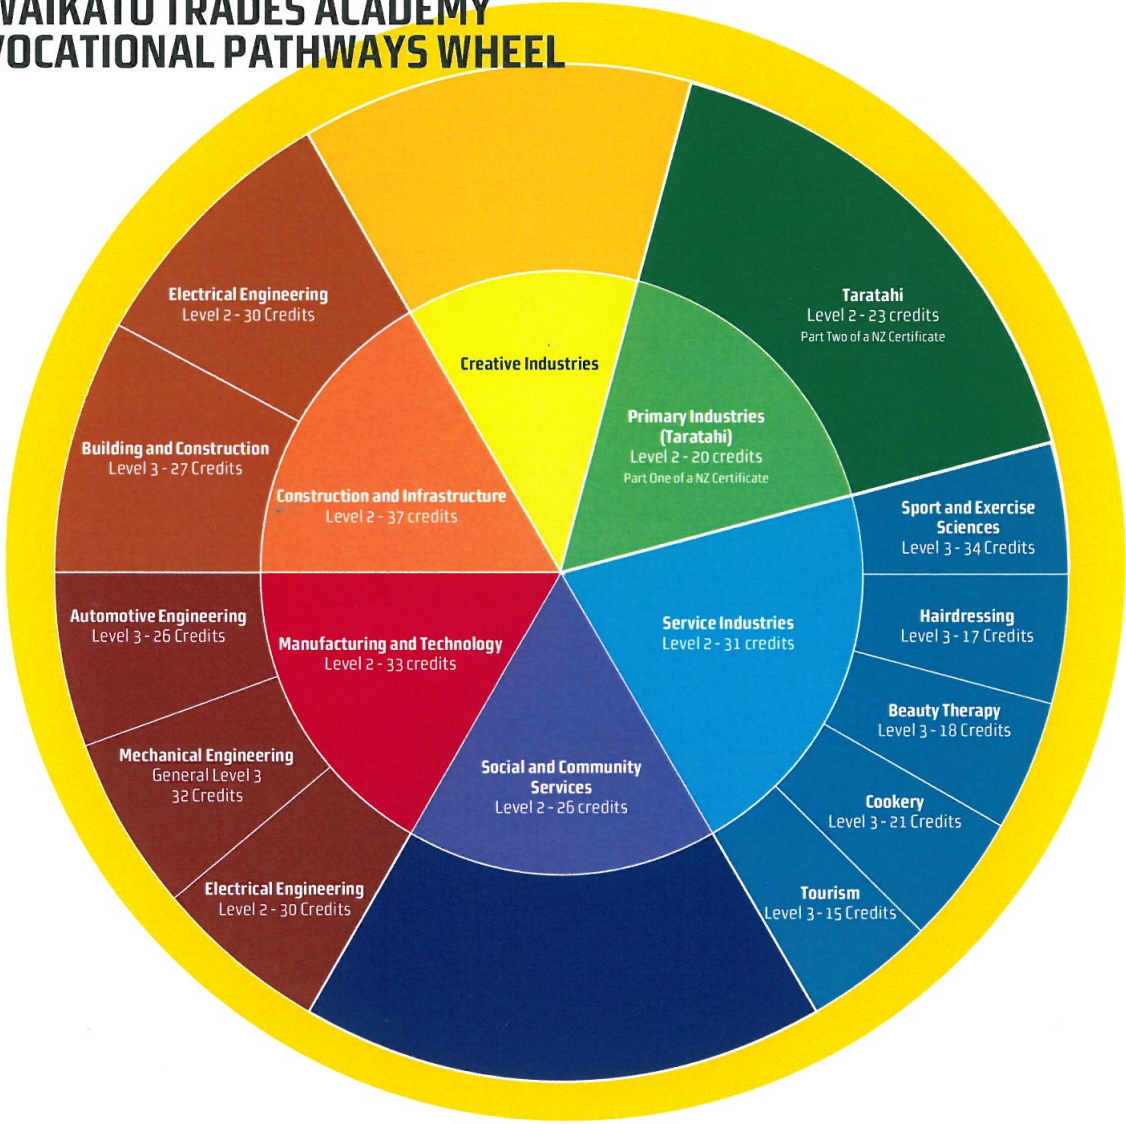 WAIKATO TRADES ACADEMY
VOCATIONAL PATHWAYS WHEEL
Creative Industries
Primary Industries
(Taratahi)
Level 2 - 20 credits
Part One of a NZ Certificate
Taratahi
Level 2 - 23 credits
Part Two of a NZ Certificate
Service Industries
Level 2 - 31 credits
Sport and Exercise
Sciences
Level 3 - 34 Credits
Hairdressing
Level 3 - 17 Credits
Beauty Therapy
Level 3 - 18 Credits
Cookery
Level 3 - 21 Credits
Tourism
Level 3 - 15 Credits
Social and Community
Services
Level 2 - 26 credits
Manufacturing and Technology
Level 2 - 33 credits
Electrical Engineering
Level 2 - 30 Credits
Mechanical Engineering
General Level 3
32 Credits
Automotive Engineering
Level 3 - 26 Credits
Construction and Infrastructure
Level 2 - 37 credits
Building and Construction
Level 3 - 27 Credits
Electrical Engineering
Level 2 - 30 Credits